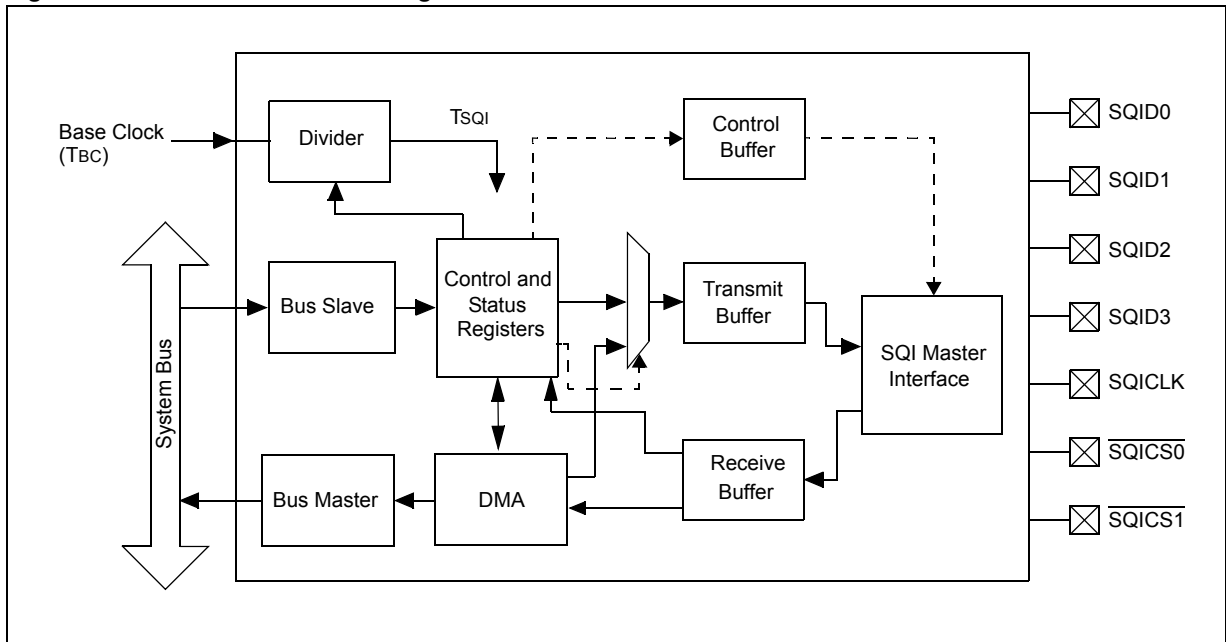 Base Clock
(TBC)
Divider
TSQI
Control
Buffer
System Bus
Bus Slave
Control and
Status
Registers
Transmit
Buffer
SQI Master
Interface
Bus Master
DMA
Receive
Buffer
SQID0
SQID1
SQID2
SQID3
SQICLK
SQICS0
SQICS1